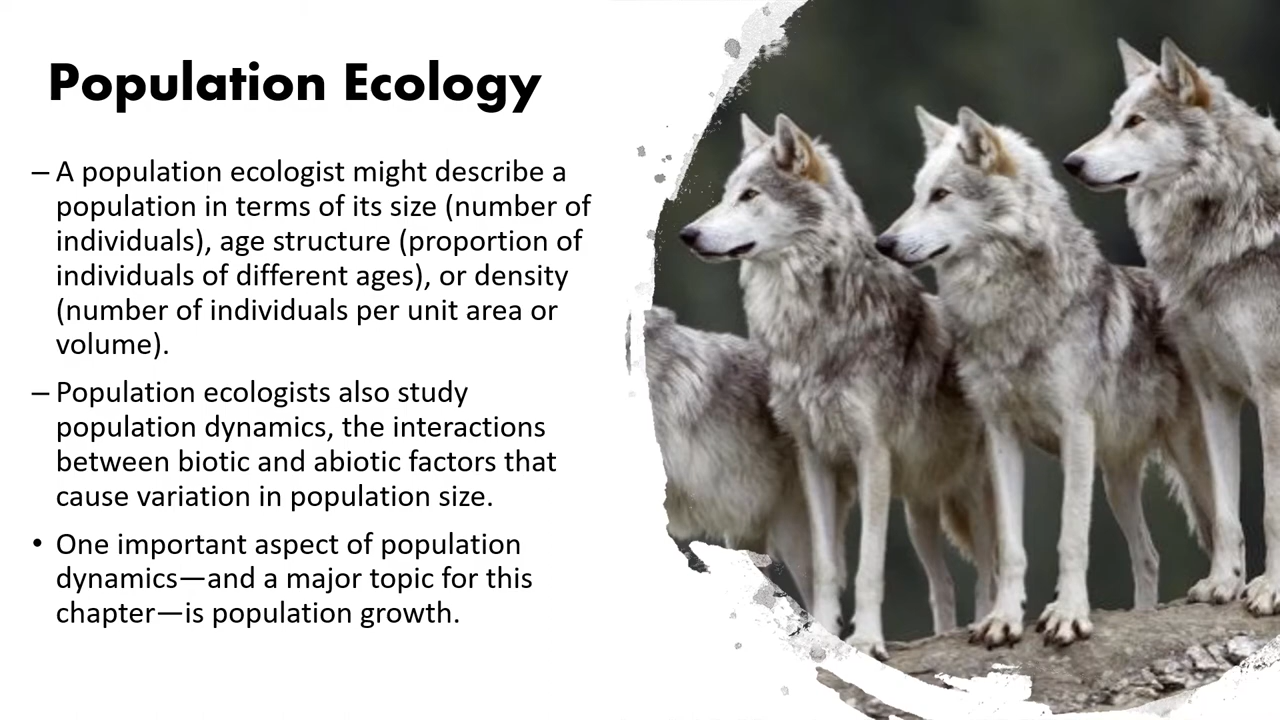 Population Ecology
– A population ecologist might describe a
population in terms of its size (number of
individuals), age structure (proportion of
individuals of different ages), or density
(number of individuals per unit area or
volume).
– Population ecologists also study
population dynamics, the interactions
between biotic and abiotic factors that
cause variation in population size.
• One important aspect of population
dynamics—and a major topic for this
chapter—is population growth.